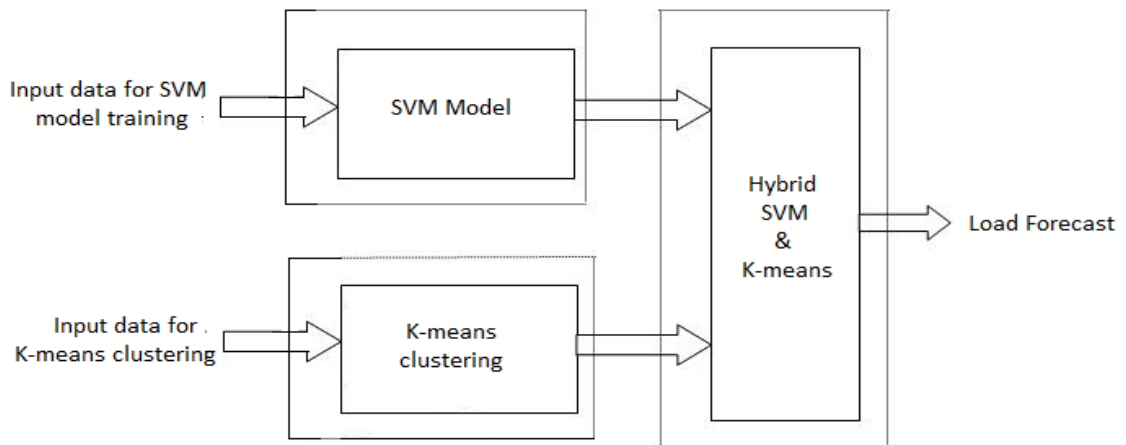 Input data for SVM
model training
SVM Model
Hybrid
SVM
&
K-means
Load Forecast
Input data for .
K-means clustering
K-means
clustering